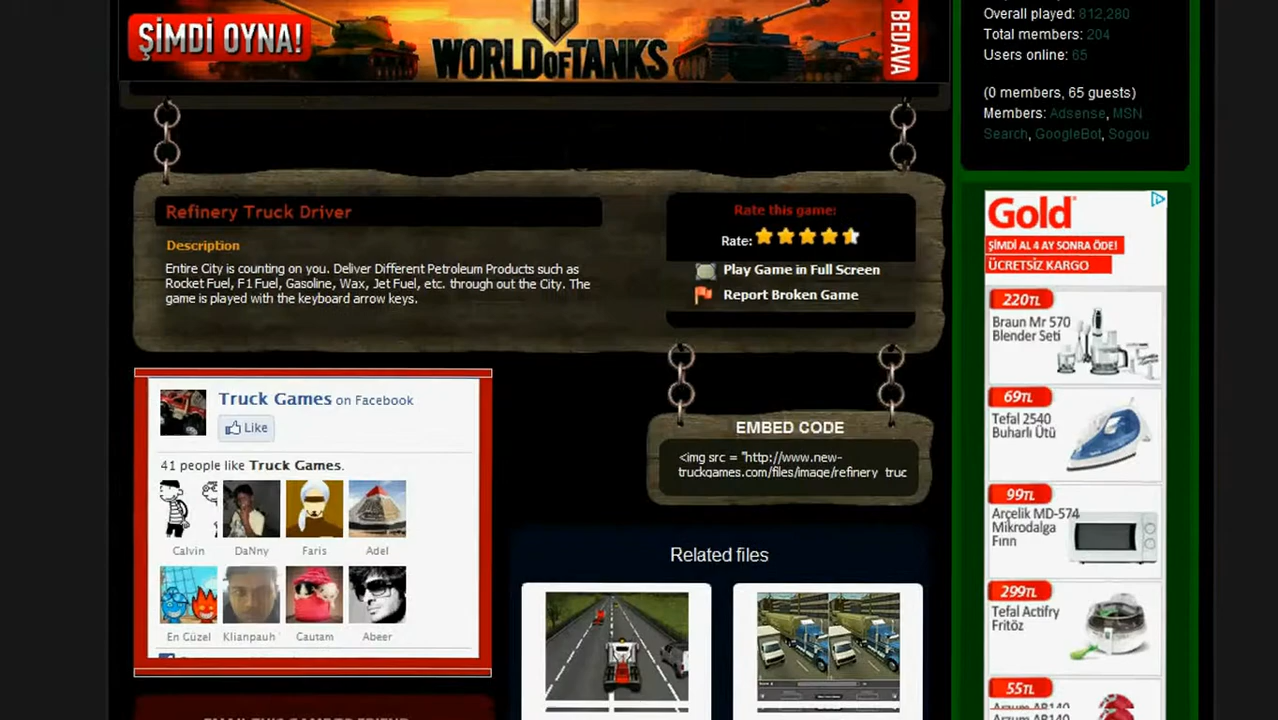 ŞİMDİ OYNA!
WORLD OF TANKS
BEDAVA
Overall played: 812,280
Total members: 204
Users online: 65
(0 members, 65 guests)
Members: Adsense, MSN
Search, GoogleBot, Sogou
Refinery Truck Driver
Description
Entire City is counting on you. Deliver Different Petroleum Products such as
Rocket Fuel, F1 Fuel, Gasoline, Wax, Jet Fuel, etc. through out the City. The
game is played with the keyboard arrow keys.
Rate this game:
Rate:
Play Game in Full Screen
Report Broken Game
Truck Games on Facebook
Like
41 people like Truck Games.
Calvin DaNny Faris Adel
En Güzel Klianpauh Cautam Abeer
EMBED CODE
<img src = "http://www.new-
truckgames.com/files/image/refinery_truc
Related files
EMAIL THIS GAME TO FRIEND
Gold
ŞİMDİ AL 4 AY SONRA ÖDE!
ÜCRETSİZ KARGO
220TL
Braun Mr 570
Blender Seti
69TL
Tefal 2540
Buharlı Ütü
99TL
Arçelik MD-574
Mikrodalga
Fırın
299TL
Tefal Actifry
Fritöz
55TL
Arzum AR140